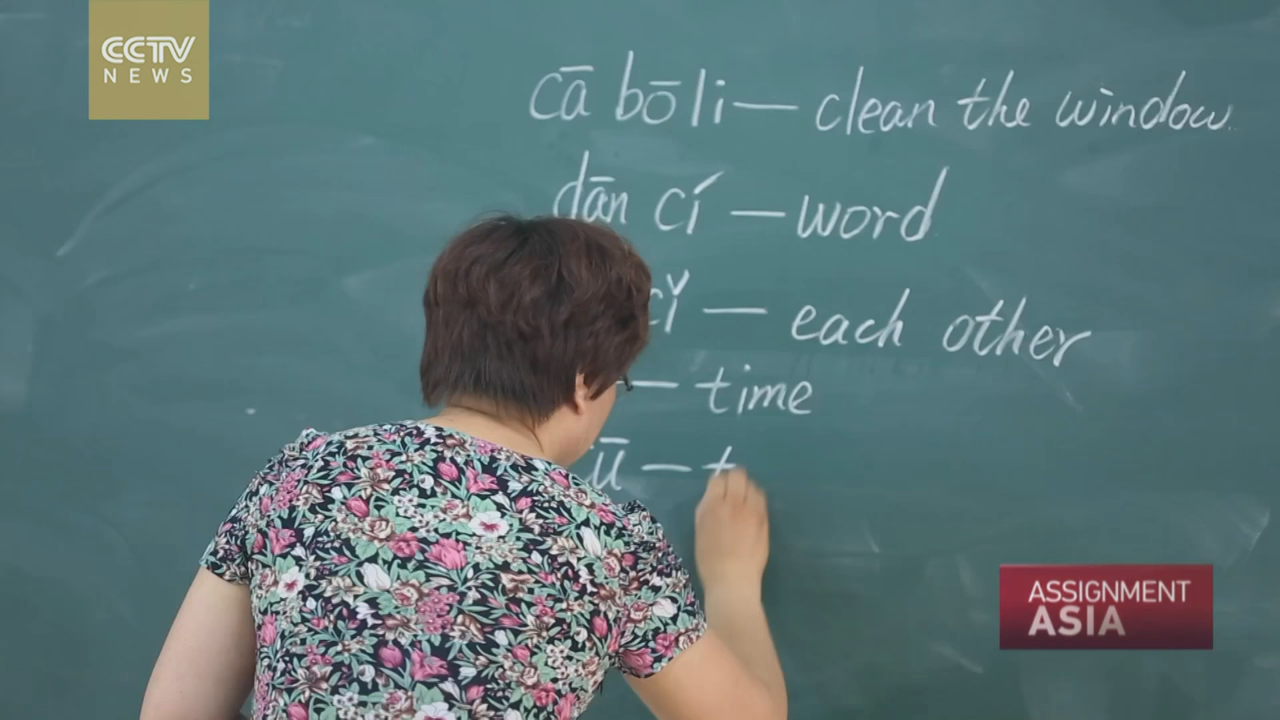 CCTV
NEWS
cā bōli — clean the window.
dān cí — word
cǐ — each other
— time
ū — t
ASSIGNMENT
ASIA